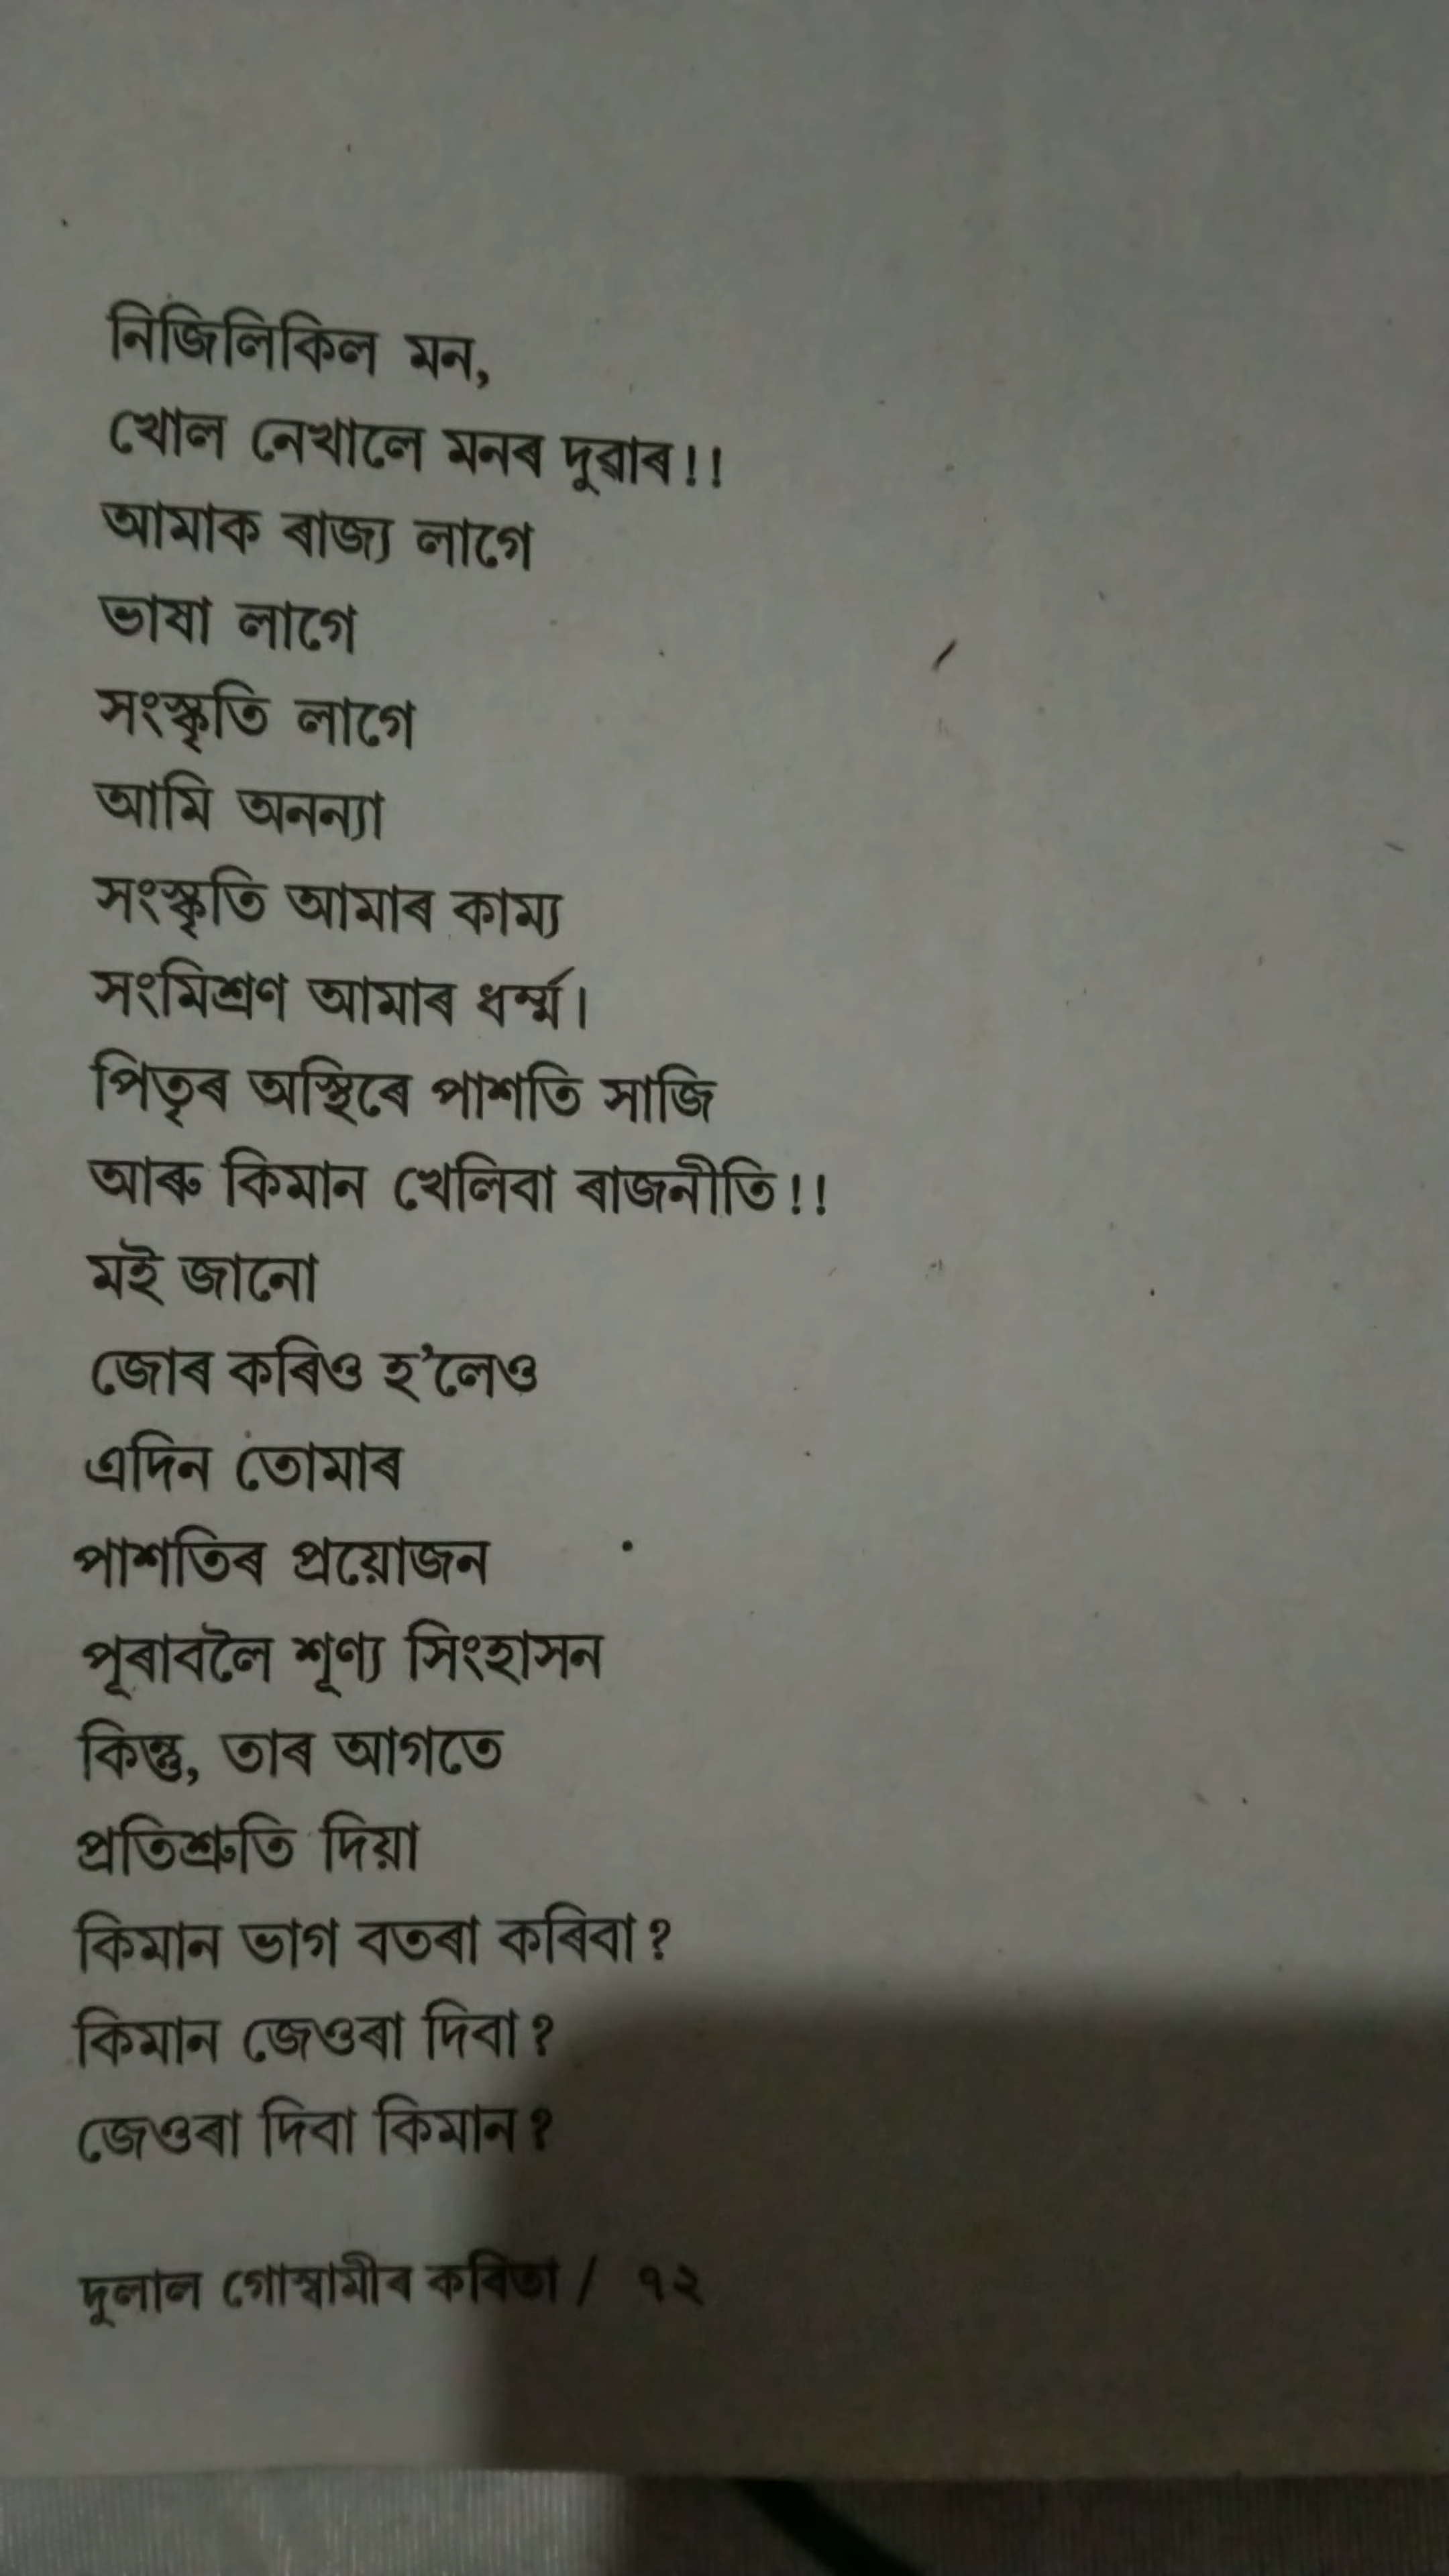 নিজিলিকিল মন,
খোল নেখালে মনৰ দুৱাৰ!!
আমাক ৰাজ্য লাগে
ভাষা লাগে
সংস্কৃতি লাগে
আমি অনন্যা
সংস্কৃতি আমাৰ কাম্য
সংমিশ্ৰণ আমাৰ ধৰ্ম্ম।
পিতৃৰ অস্থিৰে পাশতি সাজি
আৰু কিমান খেলিবা ৰাজনীতি!!
মই জানো
জোৰ কৰিও হ'লেও
এদিন তোমাৰ
পাশতিৰ প্ৰয়োজন
পূৰাবলৈ শূণ্য সিংহাসন
কিন্তু, তাৰ আগতে
প্ৰতিশ্ৰুতি দিয়া
কিমান ভাগ বতৰা কৰিবা?
কিমান জেওৰা দিবা?
জেওৰা দিবা কিমান?
দুলাল গোস্বামীৰ কবিতা / ৭২